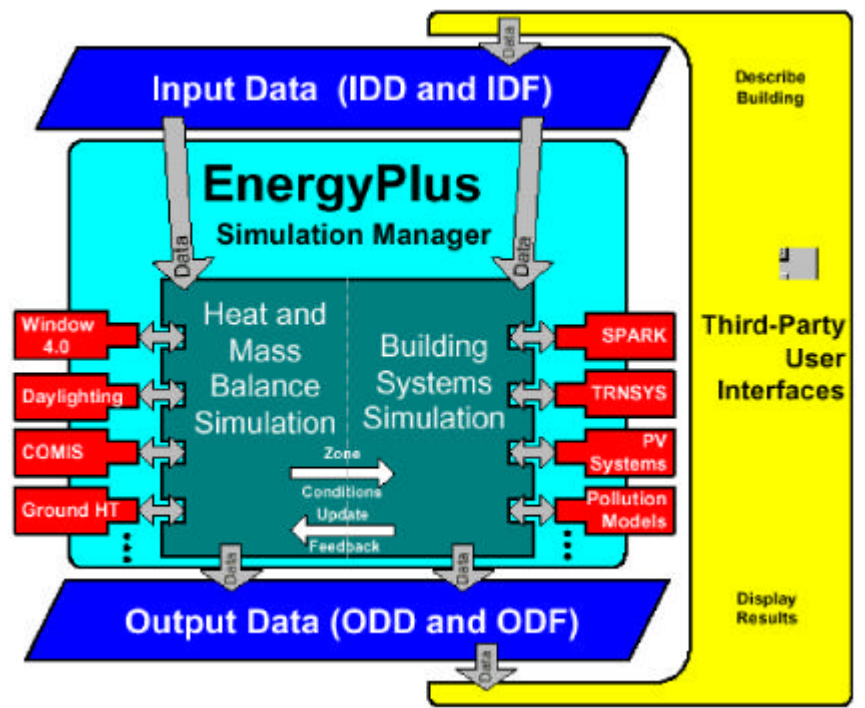 Data
Input Data (IDD and IDF)
Describe
Building
EnergyPlus
Simulation Manager
Data
Data
Heat and
Mass
Balance
Simulation
Building
Systems
Simulation
Window
4.0
Daylighting
COMIS
Ground HT
SPARK
TRNSYS
PV
Systems
Pollution
Models
Zone
Conditions
Update
Feedback
Third-Party
User
Interfaces
Data
Data
Output Data (ODD and ODF)
Display
Results
Data